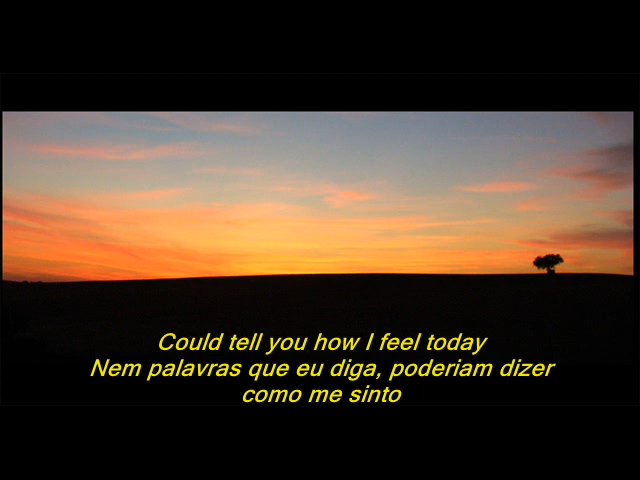 Could tell you how I feel today
Nem palavras que eu diga, poderiam dizer
como me sinto